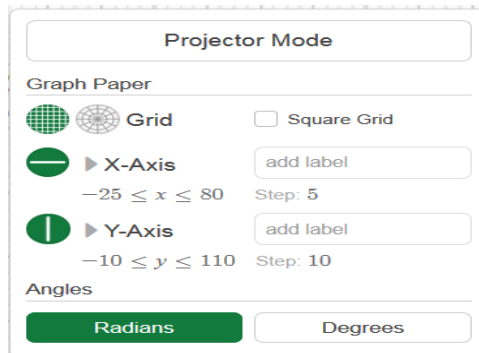 Projector Mode
Graph Paper
Grid Square Grid
X-Axis add label
−25 ≤ x ≤ 80 Step: 5
Y-Axis add label
−10 ≤ y ≤ 110 Step: 10
Angles
Radians Degrees